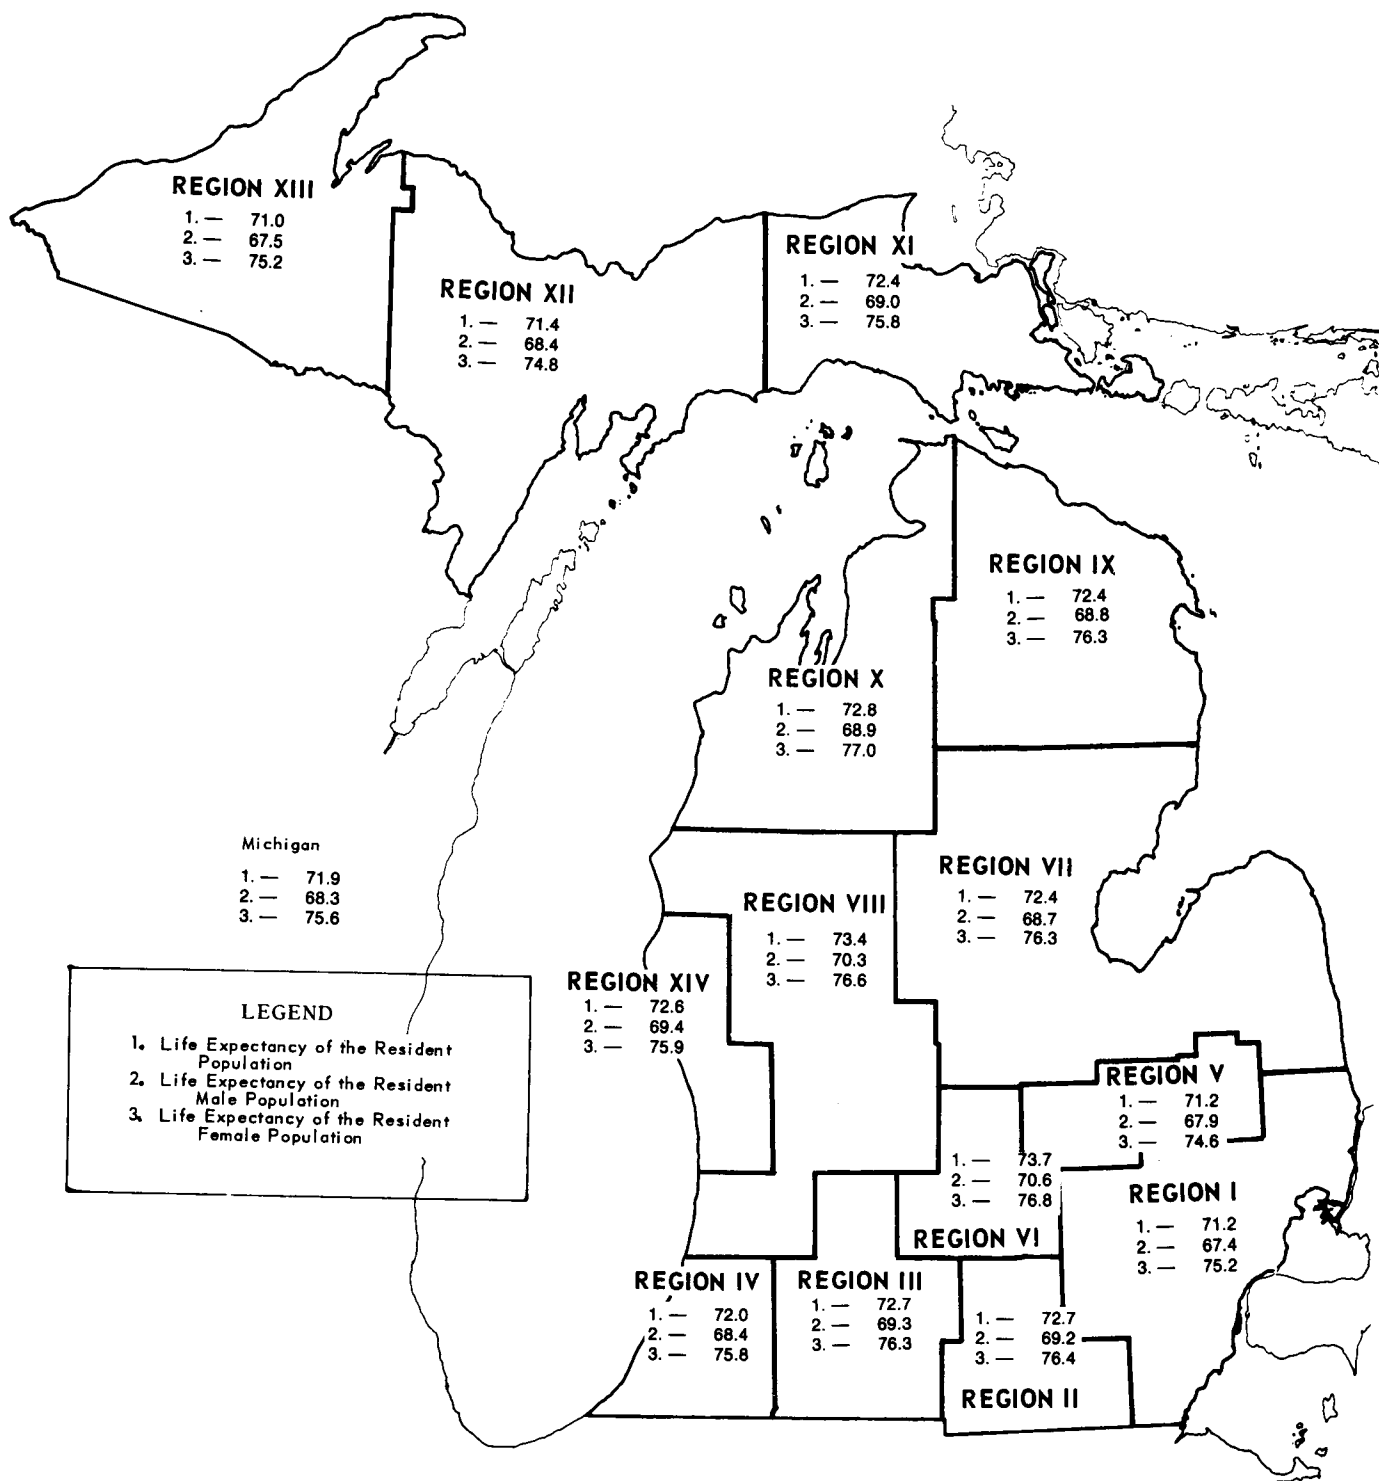 REGION XIII
1. — 71.0
2. — 67.5
3. — 75.2
REGION XII
1. — 71.4
2. — 68.4
3. — 74.8
REGION XI
1. — 72.4
2. — 69.0
3. — 75.8
REGION IX
1. — 72.4
2. — 68.8
3. — 76.3
REGION X
1. — 72.8
2. — 68.9
3. — 77.0
Michigan
1. — 71.9
2. — 68.3
3. — 75.6
REGION VII
1. — 72.4
2. — 68.7
3. — 76.3
REGION VIII
1. — 73.4
2. — 70.3
3. — 76.6
REGION XIV
1. — 72.6
2. — 69.4
3. — 75.9
LEGEND
1. Life Expectancy of the Resident
Population
2. Life Expectancy of the Resident
Male Population
3. Life Expectancy of the Resident
Female Population
REGION V
1. — 71.2
2. — 67.9
3. — 74.6
1. — 73.7
2. — 70.6
3. — 76.8
REGION VI
REGION I
1. — 71.2
2. — 67.4
3. — 75.2
REGION IV
1. — 72.0
2. — 68.4
3. — 75.8
REGION III
1. — 72.7
2. — 69.3
3. — 76.3
1. — 72.7
2. — 69.2
3. — 76.4
REGION II